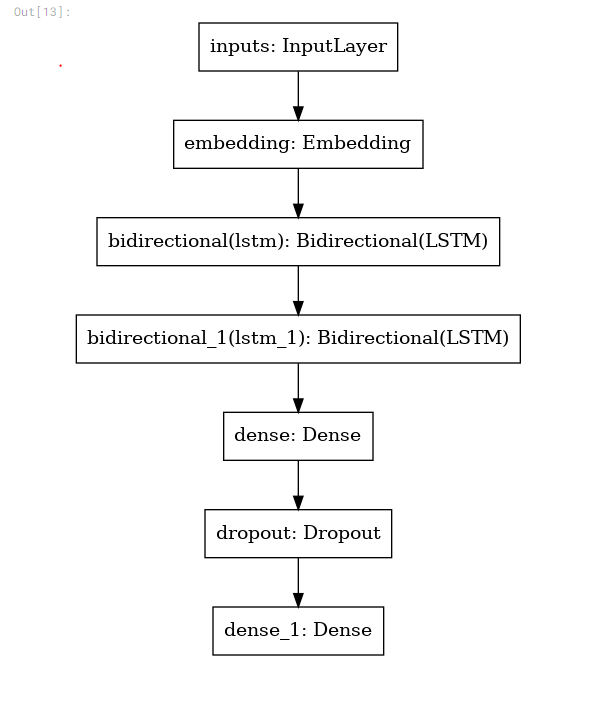 Out[13]:
inputs: InputLayer
embedding: Embedding
bidirectional(lstm): Bidirectional(LSTM)
bidirectional_1(lstm_1): Bidirectional(LSTM)
dense: Dense
dropout: Dropout
dense_1: Dense